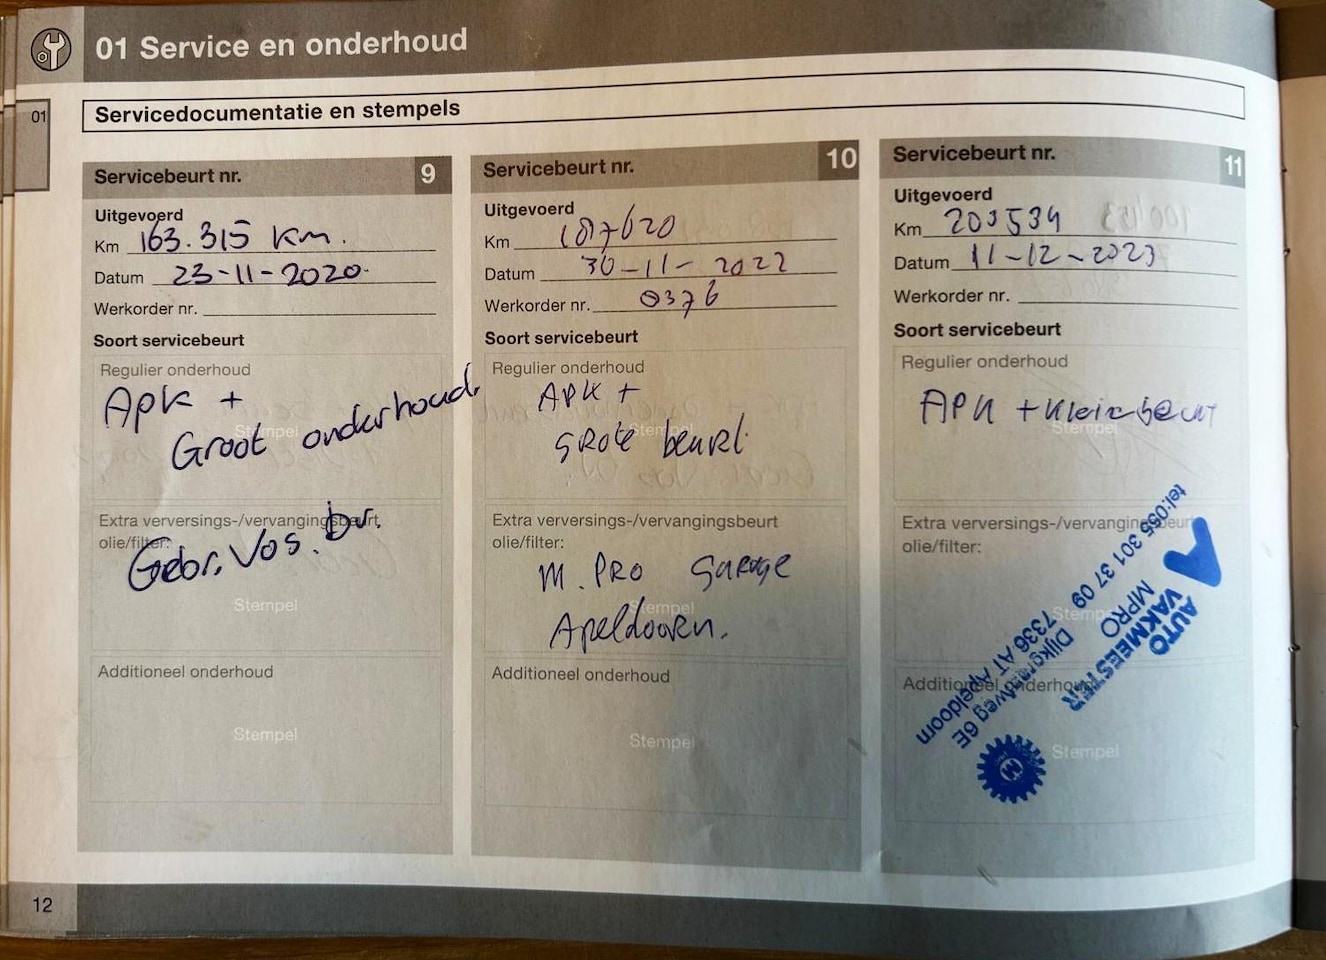 01 Service en onderhoud
01
Servicedocumentatie en stempels
Servicebeurt nr. 9
Uitgevoerd
Km 163.315 Km.
Datum 23-11-2020.
Werkorder nr.
Soort servicebeurt
Regulier onderhoud
Apk +
Stempel
Groot onderhoud.
Extra verversings-/vervangingsbeurt
olie/filter:
Gebr. Vos. br.
Stempel
Additioneel onderhoud
Stempel
Servicebeurt nr. 10
Uitgevoerd
Km 187620
Datum 30-11-2022
Werkorder nr. 0376
Soort servicebeurt
Regulier onderhoud
APK +
Stempel
Grote beurt
Extra verversings-/vervangingsbeurt
olie/filter:
M. PRO Garage
Stempel
Apeldoorn.
Additioneel onderhoud
Stempel
Servicebeurt nr. 11
Uitgevoerd
Km 203534
Datum 11-12-2023
Werkorder nr.
Soort servicebeurt
Regulier onderhoud
APK + Kleine beurt
Stempel
Extra verversings-/vervangingsbeurt
olie/filter:
Stempel
Additioneel onderhoud
Stempel
AUTO
VAKMEESTER
MPRO
Dijkgraafweg 6E
7336 AT Apeldoorn
tel:055 301 37 09
12